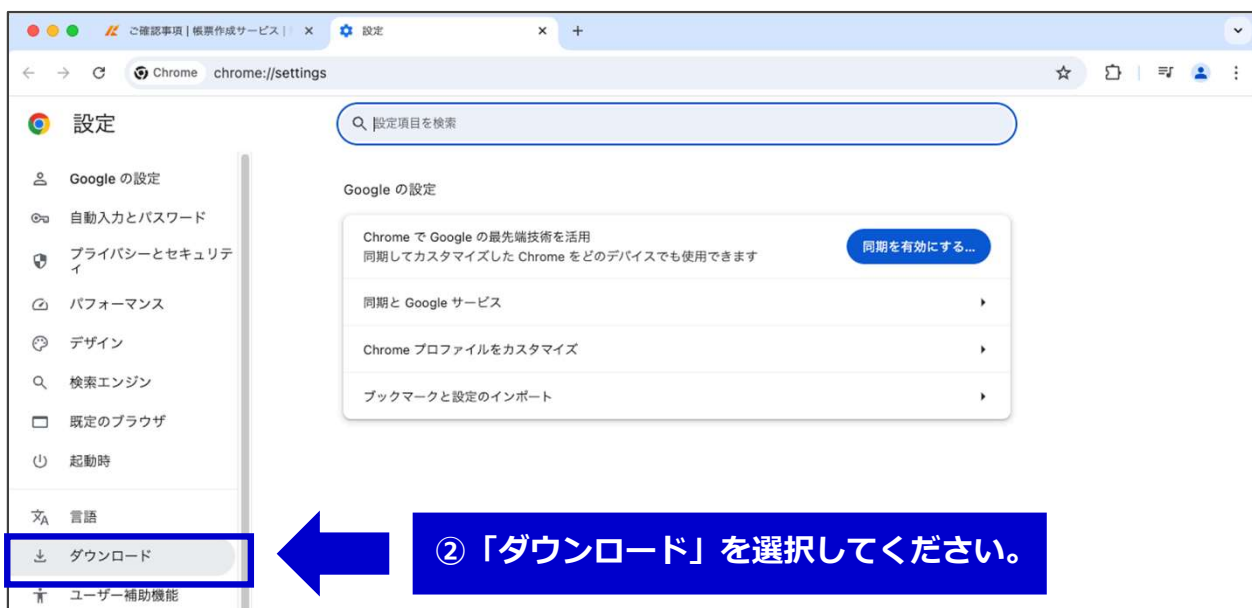 ご確認事項 | 帳票作成サービス |
設定
Chrome
chrome://settings
設定
設定項目を検索
Google の設定
自動入力とパスワード
プライバシーとセキュリテ
ィ
パフォーマンス
デザイン
検索エンジン
既定のブラウザ
起動時
言語
ダウンロード
ユーザー補助機能
Google の設定
Chrome で Google の最先端技術を活用
同期してカスタマイズした Chrome をどのデバイスでも使用できます
同期を有効にする...
同期と Google サービス
Chrome プロファイルをカスタマイズ
ブックマークと設定のインポート
②「ダウンロード」を選択してください。